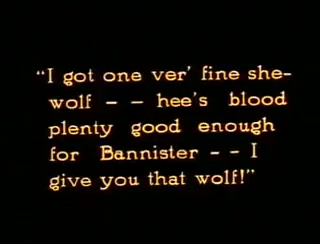 "I got one ver' fine she-
wolf - - hee's blood
plenty good enough
for Bannister - - I
give you that wolf!"